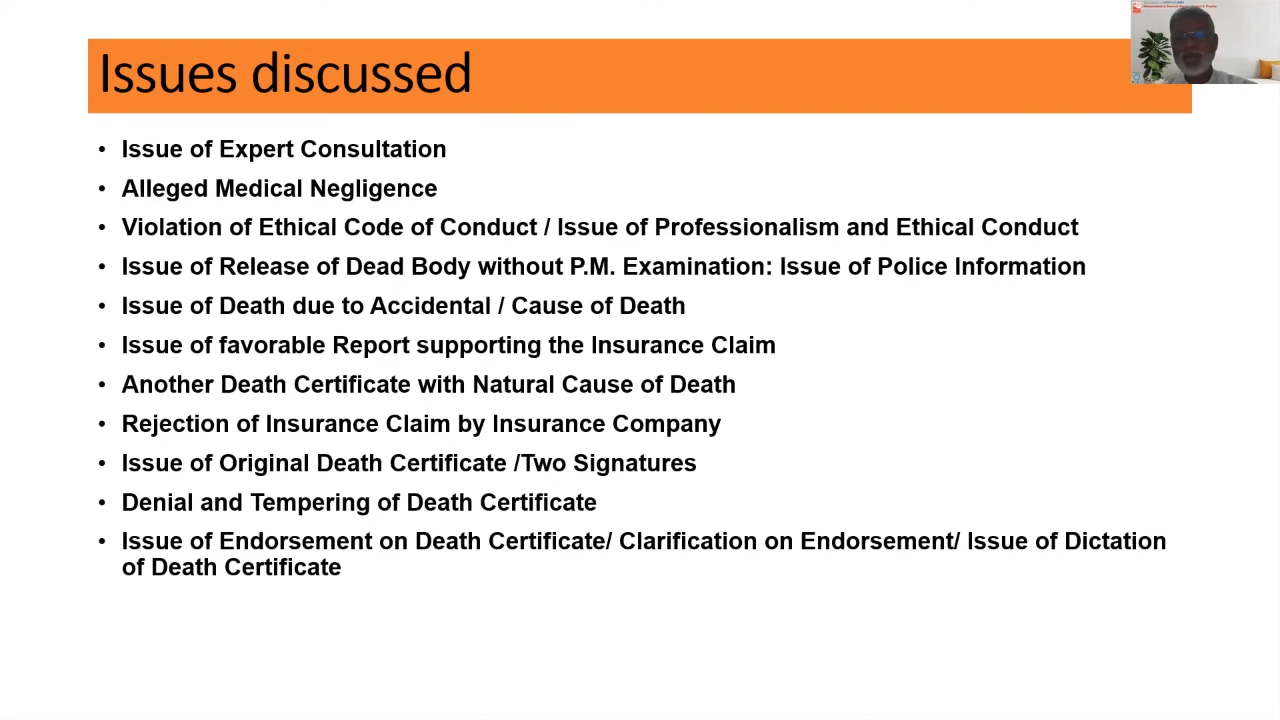 Issues discussed
• Issue of Expert Consultation
• Alleged Medical Negligence
• Violation of Ethical Code of Conduct / Issue of Professionalism and Ethical Conduct
• Issue of Release of Dead Body without P.M. Examination: Issue of Police Information
• Issue of Death due to Accidental / Cause of Death
• Issue of favorable Report supporting the Insurance Claim
• Another Death Certificate with Natural Cause of Death
• Rejection of Insurance Claim by Insurance Company
• Issue of Original Death Certificate /Two Signatures
• Denial and Tempering of Death Certificate
• Issue of Endorsement on Death Certificate/ Clarification on Endorsement/ Issue of Dictation
of Death Certificate